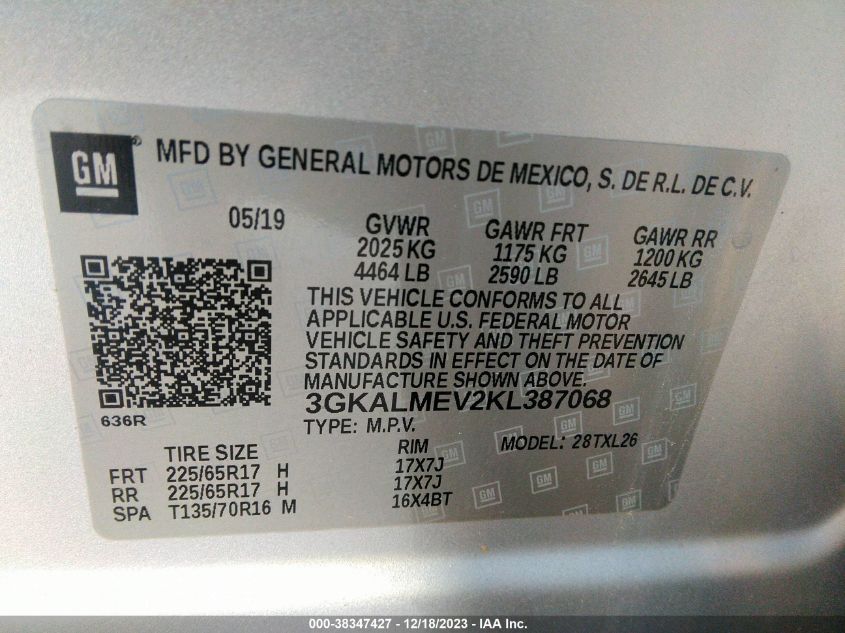 GM ® MFD BY GENERAL MOTORS DE MEXICO, S. DE R.L. DE C.V.
05/19 GVWR GAWR FRT GAWR RR
2025 KG 1175 KG 1200 KG
4464 LB 2590 LB 2645 LB
THIS VEHICLE CONFORMS TO ALL
APPLICABLE U.S. FEDERAL MOTOR
VEHICLE SAFETY AND THEFT PREVENTION
STANDARDS IN EFFECT ON THE DATE OF
MANUFACTURE SHOWN ABOVE.
3GKALMEV2KL387068
636R TYPE: M.P.V. MODEL: 28TXL26
TIRE SIZE RIM
FRT 225/65R17 H 17X7J
RR 225/65R17 H 17X7J
SPA T135/70R16 M 16X4BT
000-38347427 - 12/18/2023 - IAA Inc.